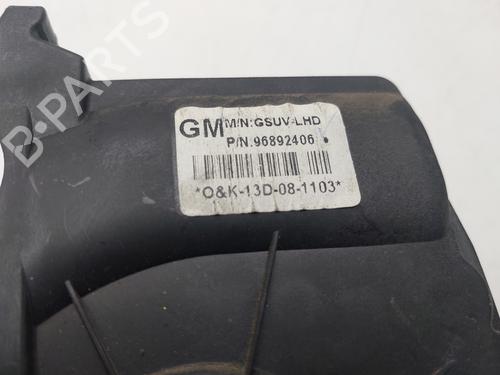 GM M/N:GSUV-LHD
P/N.96892406
*O&K-13D-08-1103*
B-PARTS